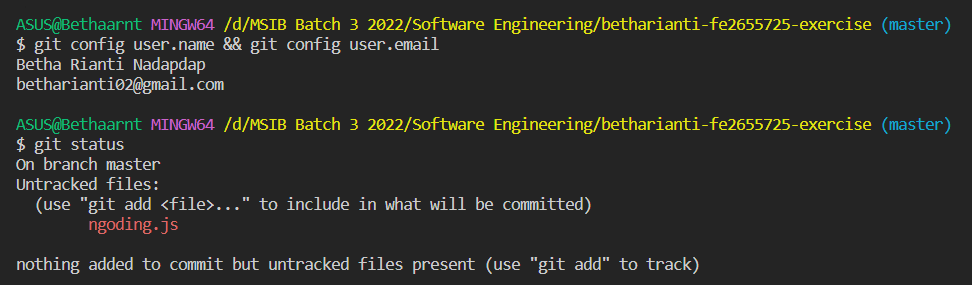 ASUS@Bethaarnt MINGW64 /d/MSIB Batch 3 2022/Software Engineering/betharianti-fe2655725-exercise (master)
$ git config user.name && git config user.email
Betha Rianti Nadapdap
betharianti02@gmail.com
ASUS@Bethaarnt MINGW64 /d/MSIB Batch 3 2022/Software Engineering/betharianti-fe2655725-exercise (master)
$ git status
On branch master
Untracked files:
(use "git add <file>..." to include in what will be committed)
ngoding.js
nothing added to commit but untracked files present (use "git add" to track)